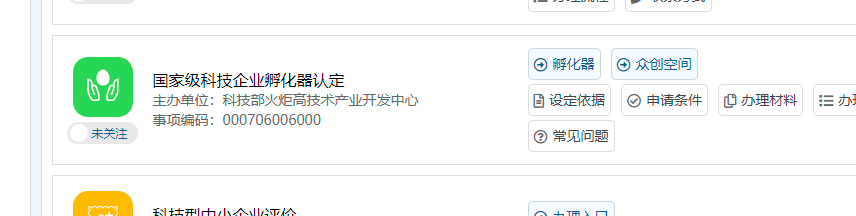 国家级科技企业孵化器认定
主办单位：科技部火炬高技术产业开发中心
事项编码：000706006000
未关注
孵化器 众创空间
设定依据 申请条件 办理材料
常见问题